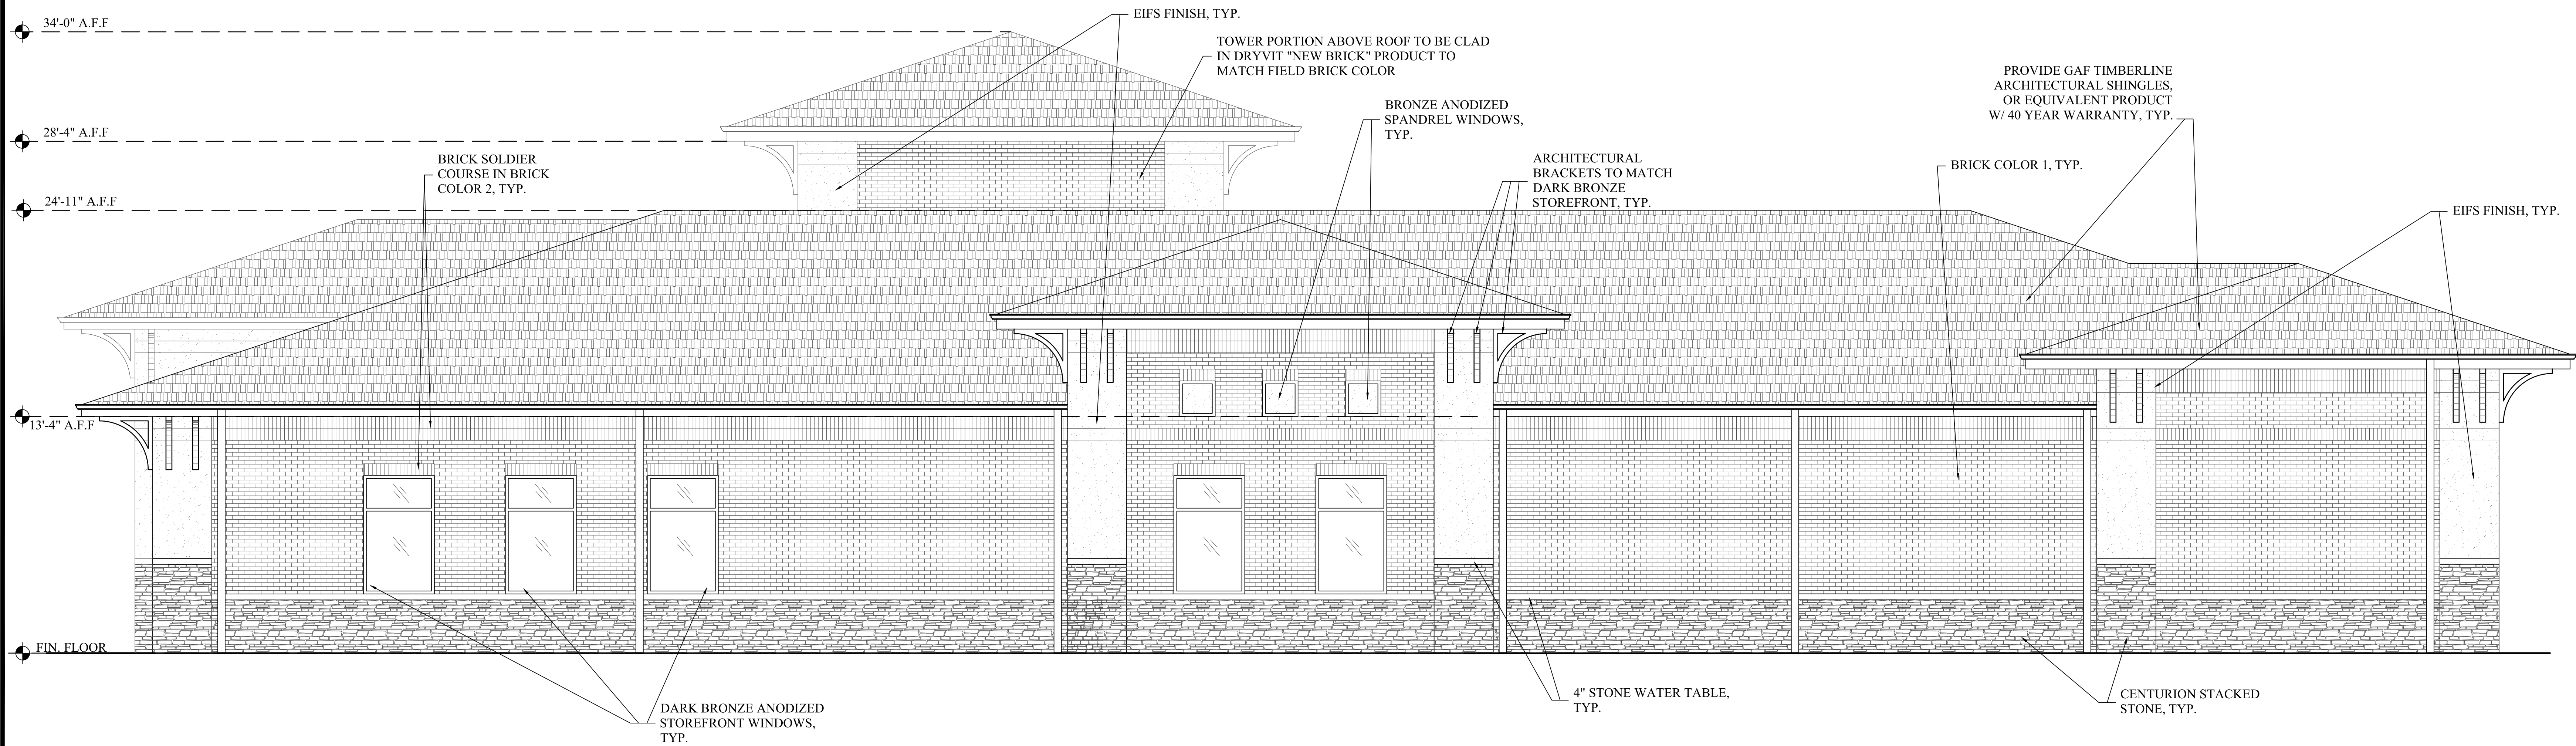 34'-0" A.F.F
EIFS FINISH, TYP.
TOWER PORTION ABOVE ROOF TO BE CLAD
IN DRYVIT "NEW BRICK" PRODUCT TO
MATCH FIELD BRICK COLOR
PROVIDE GAF TIMBERLINE
ARCHITECTURAL SHINGLES,
OR EQUIVALENT PRODUCT
W/ 40 YEAR WARRANTY, TYP.
BRONZE ANODIZED
SPANDREL WINDOWS,
TYP.
28'-4" A.F.F
BRICK SOLDIER
COURSE IN BRICK
COLOR 2, TYP.
ARCHITECTURAL
BRACKETS TO MATCH
DARK BRONZE
STOREFRONT, TYP.
BRICK COLOR 1, TYP.
24'-11" A.F.F
EIFS FINISH, TYP.
13'-4" A.F.F
FIN. FLOOR
DARK BRONZE ANODIZED
STOREFRONT WINDOWS,
TYP.
4" STONE WATER TABLE,
TYP.
CENTURION STACKED
STONE, TYP.